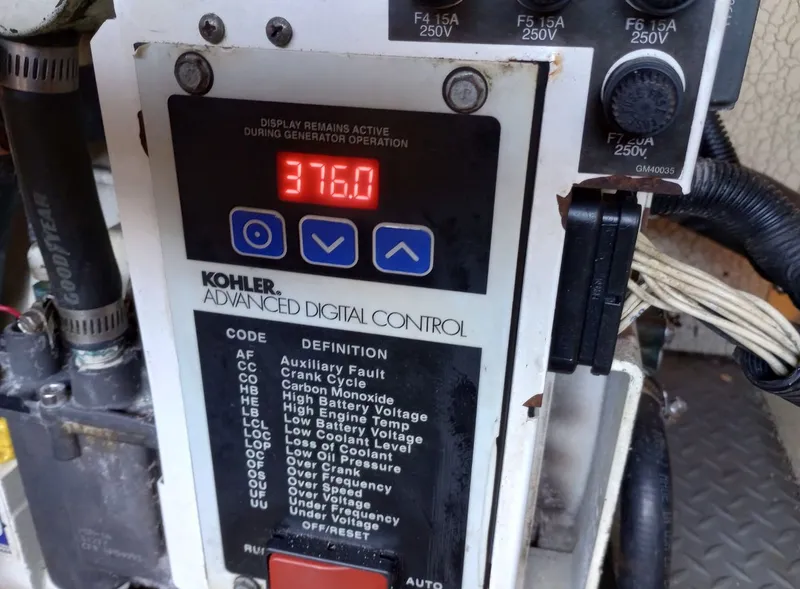 F4 15A
250V
F5 15A
250V
F6 15A
250V
F7 20A
250V
GM40035
DISPLAY REMAINS ACTIVE
DURING GENERATOR OPERATION
376.0
GOODYEAR
KOHLER®
ADVANCED DIGITAL CONTROL
CODE DEFINITION
AF Auxiliary Fault
CC Crank Cycle
CO Carbon Monoxide
HB High Battery Voltage
HE High Engine Temp
LB Low Battery Voltage
LCL Low Coolant Level
LOC Loss of Coolant
LOP Low Oil Pressure
OC Over Crank
OF Over Frequency
OS Over Speed
OU Over Voltage
UF Under Frequency
UU Under Voltage
OFF/RESET
AUTO